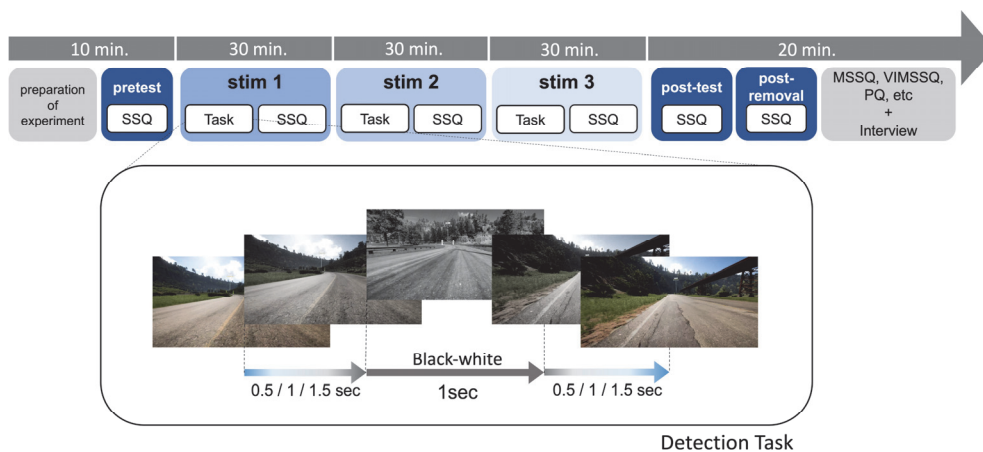 10 min.
30 min.
30 min.
30 min.
20 min.
preparation
of
experiment
pretest
SSQ
stim 1
Task
SSQ
stim 2
Task
SSQ
stim 3
Task
SSQ
post-test
SSQ
post-
removal
SSQ
MSSQ, VIMSSQ,
PQ, etc
+
Interview
0.5 / 1 / 1.5 sec
Black-white
1sec
0.5 / 1 / 1.5 sec
Detection Task